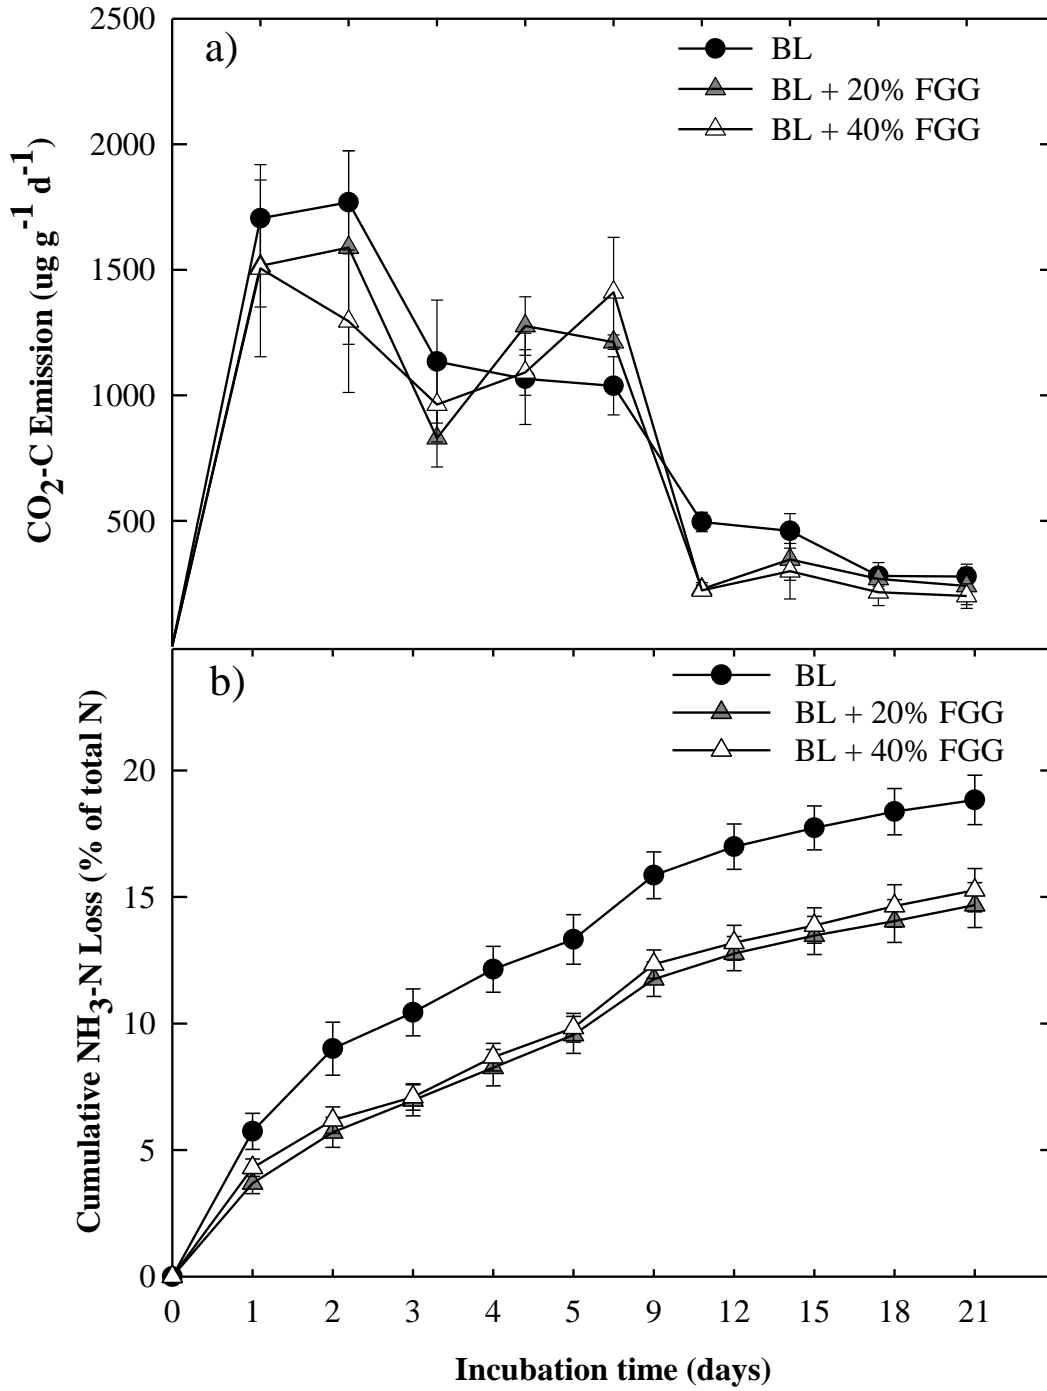 a)
BL
BL + 20% FGG
BL + 40% FGG
2500
2000
1500
1000
500
CO2-C Emission (ug g-1 d-1)
b)
BL
BL + 20% FGG
BL + 40% FGG
20
15
10
5
0
Cumulative NH3-N Loss (% of total N)
0 1 2 3 4 5 9 12 15 18 21
Incubation time (days)